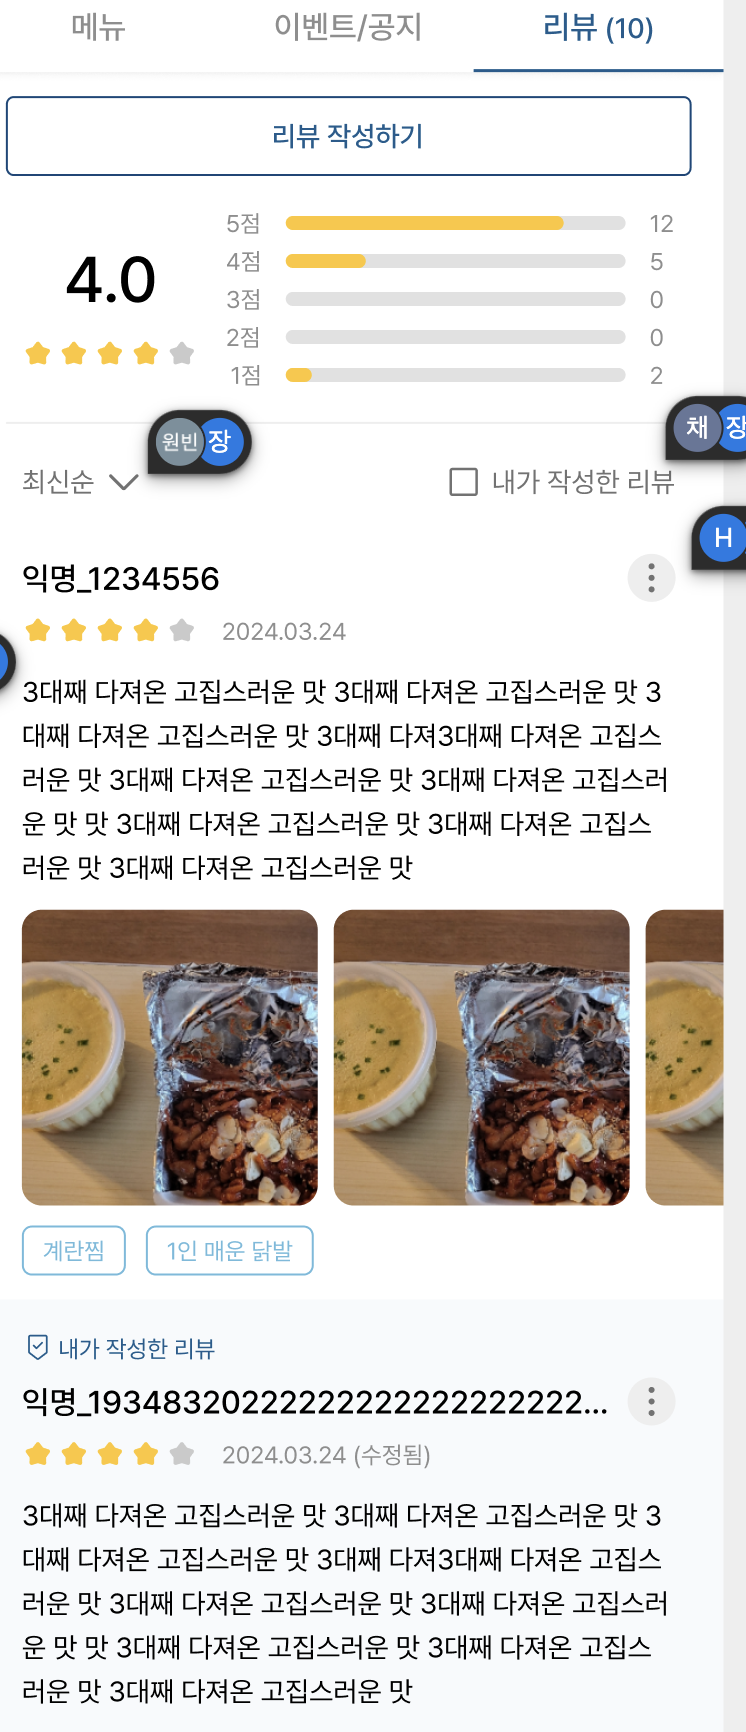 메뉴 이벤트/공지 리뷰 (10)
리뷰 작성하기
4.0
5점 12
4점 5
3점 0
2점 0
1점 2
원빈 장
채 장
최신순 내가 작성한 리뷰
H
익명_1234556
2024.03.24
3대째 다져온 고집스러운 맛 3대째 다져온 고집스러운 맛 3
대째 다져온 고집스러운 맛 3대째 다져3대째 다져온 고집스
러운 맛 3대째 다져온 고집스러운 맛 3대째 다져온 고집스러
운 맛 맛 3대째 다져온 고집스러운 맛 3대째 다져온 고집스
러운 맛 3대째 다져온 고집스러운 맛
계란찜 1인 매운 닭발
내가 작성한 리뷰
익명_19348320222222222222222222...
2024.03.24 (수정됨)
3대째 다져온 고집스러운 맛 3대째 다져온 고집스러운 맛 3
대째 다져온 고집스러운 맛 3대째 다져3대째 다져온 고집스
러운 맛 3대째 다져온 고집스러운 맛 3대째 다져온 고집스러
운 맛 맛 3대째 다져온 고집스러운 맛 3대째 다져온 고집스
러운 맛 3대째 다져온 고집스러운 맛